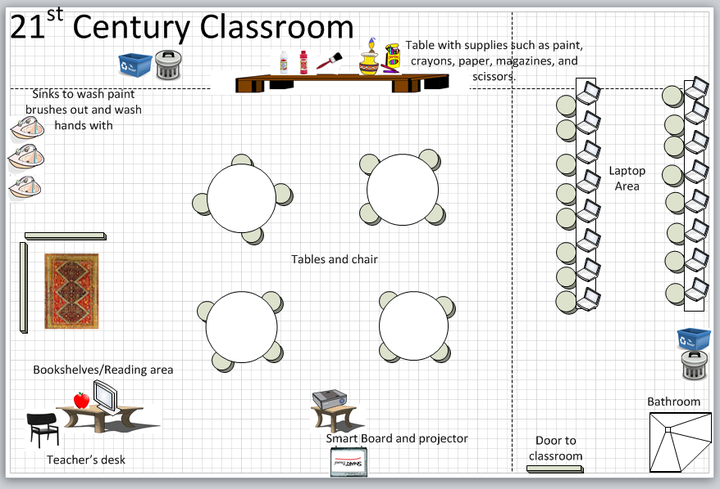 21st Century Classroom
Table with supplies such as paint,
crayons, paper, magazines, and
scissors.
Sinks to wash paint
brushes out and wash
hands with
Laptop
Area
Tables and chair
Bookshelves/Reading area
Bathroom
Smart Board and projector
Door to
classroom
Teacher's desk